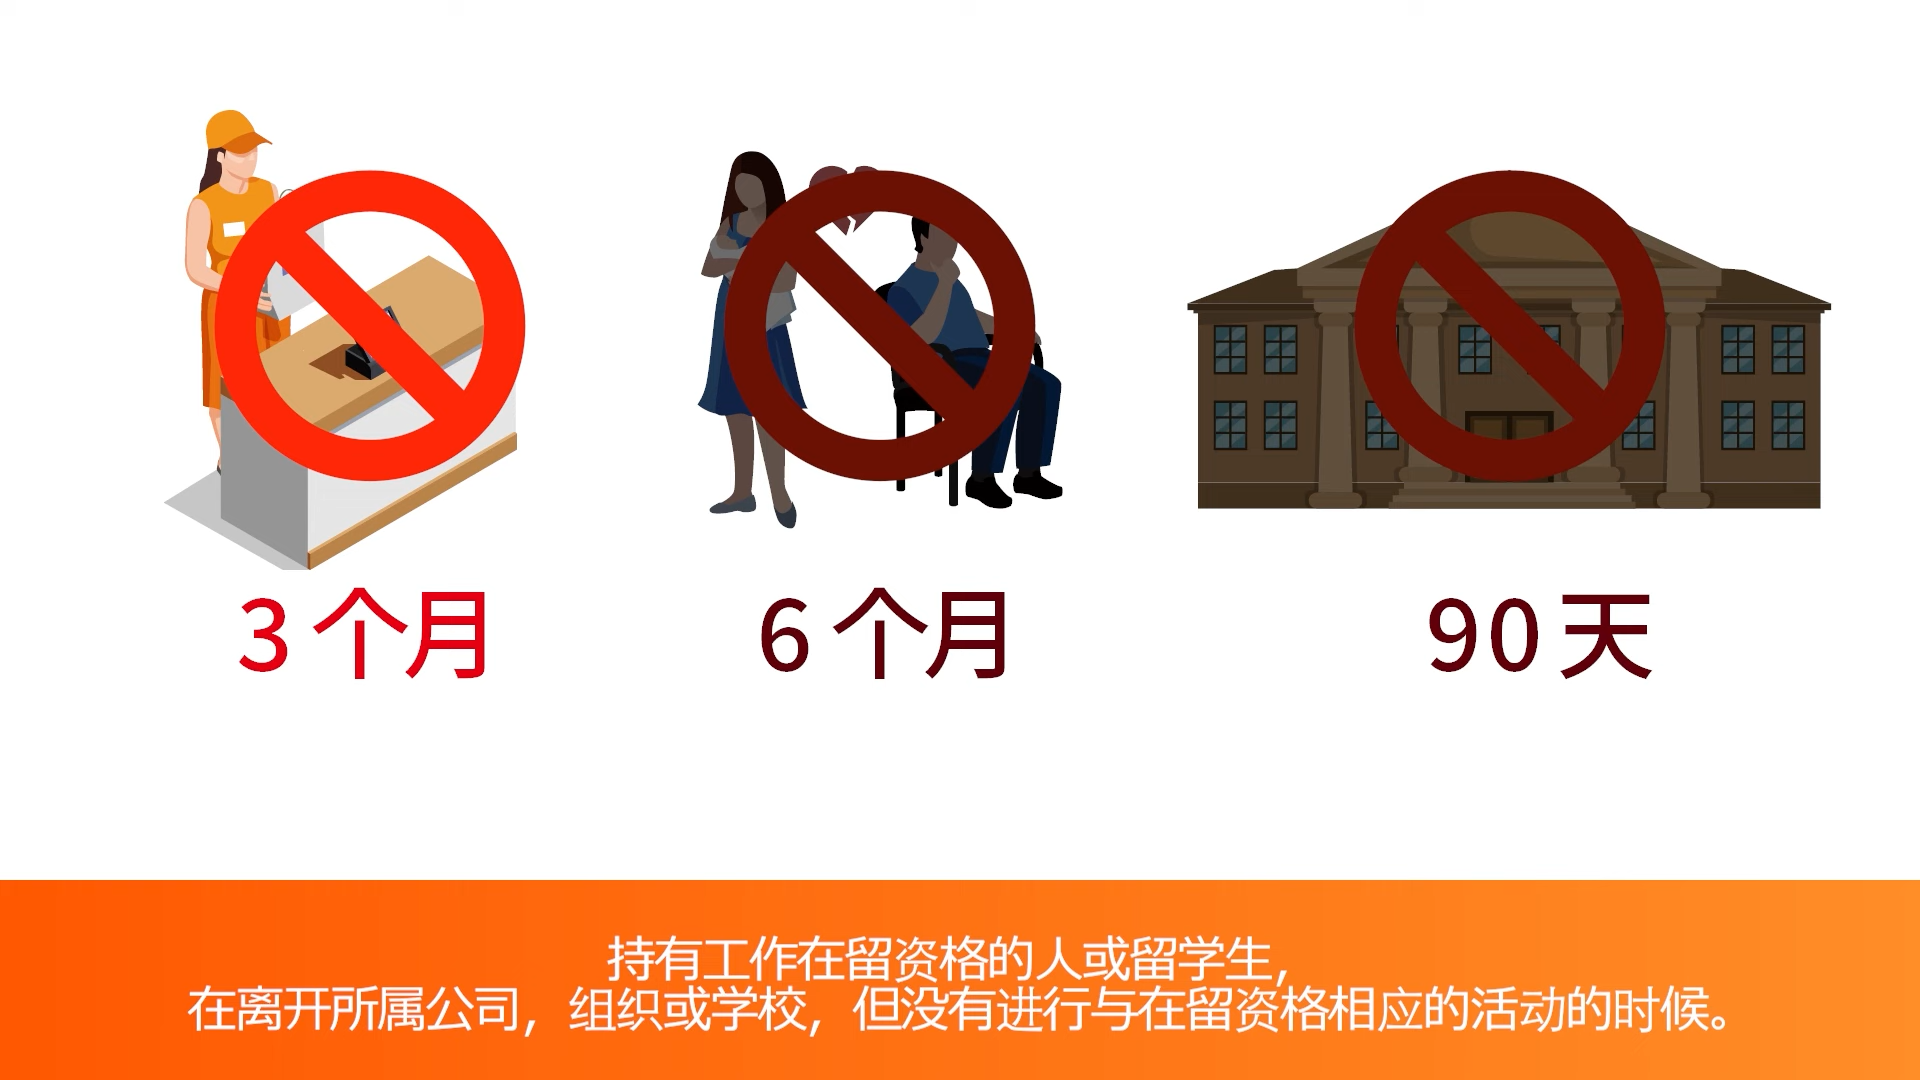 3个月
6个月
90天
持有工作在留资格的人或留学生，
在离开所属公司，组织或学校，但没有进行与在留资格相应的活动的时候。